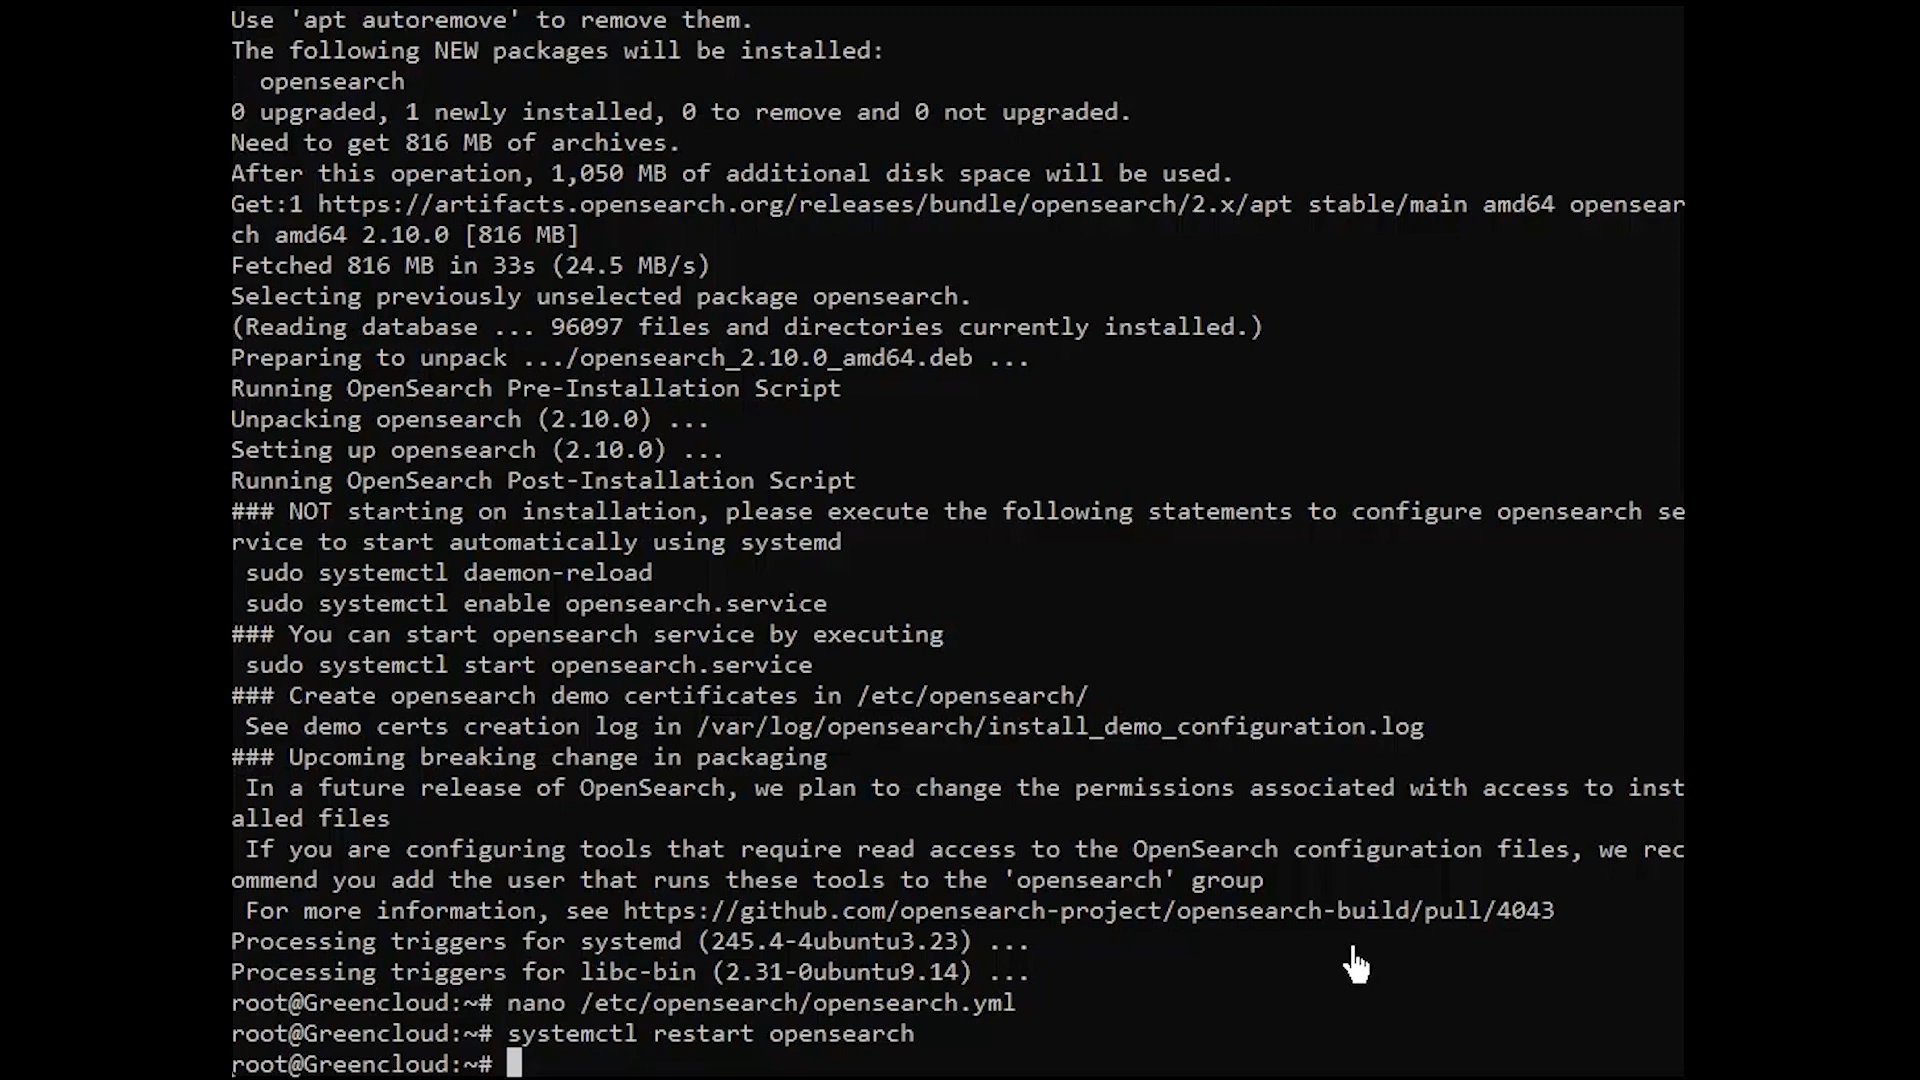 Use 'apt autoremove' to remove them.
The following NEW packages will be installed:
  opensearch
0 upgraded, 1 newly installed, 0 to remove and 0 not upgraded.
Need to get 816 MB of archives.
After this operation, 1,050 MB of additional disk space will be used.
Get:1 https://artifacts.opensearch.org/releases/bundle/opensearch/2.x/apt stable/main amd64 opensear
ch amd64 2.10.0 [816 MB]
Fetched 816 MB in 33s (24.5 MB/s)
Selecting previously unselected package opensearch.
(Reading database ... 96097 files and directories currently installed.)
Preparing to unpack .../opensearch_2.10.0_amd64.deb ...
Running OpenSearch Pre-Installation Script
Unpacking opensearch (2.10.0) ...
Setting up opensearch (2.10.0) ...
Running OpenSearch Post-Installation Script
### NOT starting on installation, please execute the following statements to configure opensearch se
rvice to start automatically using systemd
 sudo systemctl daemon-reload
 sudo systemctl enable opensearch.service
### You can start opensearch service by executing
 sudo systemctl start opensearch.service
### Create opensearch demo certificates in /etc/opensearch/
 See demo certs creation log in /var/log/opensearch/install_demo_configuration.log
### Upcoming breaking change in packaging
 In a future release of OpenSearch, we plan to change the permissions associated with access to inst
alled files
 If you are configuring tools that require read access to the OpenSearch configuration files, we rec
ommend you add the user that runs these tools to the 'opensearch' group
 For more information, see https://github.com/opensearch-project/opensearch-build/pull/4043
Processing triggers for systemd (245.4-4ubuntu3.23) ...
Processing triggers for libc-bin (2.31-0ubuntu9.14) ...
root@Greencloud:~# nano /etc/opensearch/opensearch.yml
root@Greencloud:~# systemctl restart opensearch
root@Greencloud:~#